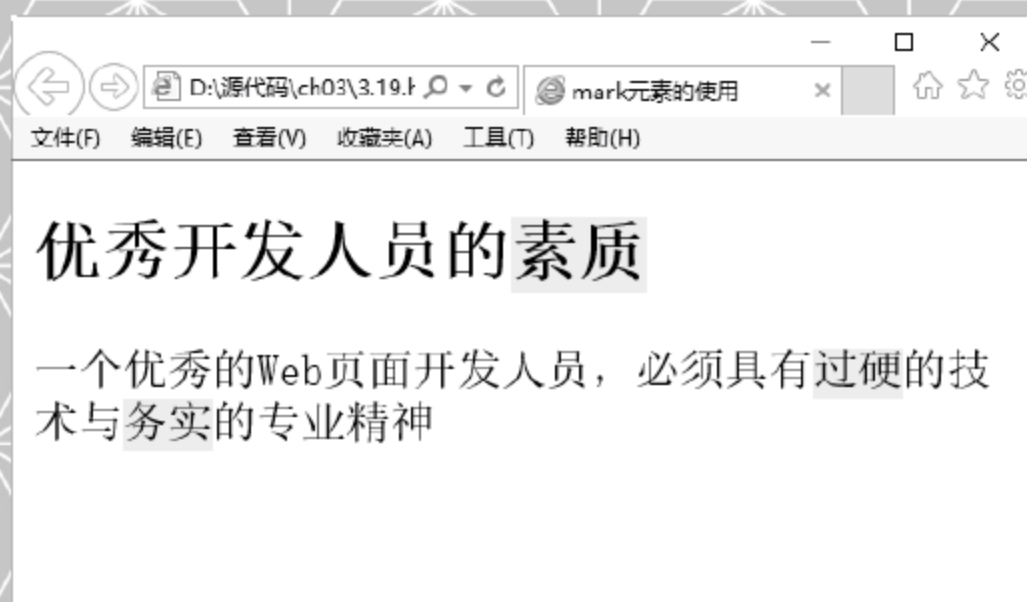 D:\源代码\ch03\3.19.h
mark元素的使用
文件(F) 编辑(E) 查看(V) 收藏夹(A) 工具(T) 帮助(H)
优秀开发人员的素质
一个优秀的Web页面开发人员，必须具有过硬的技
术与务实的专业精神